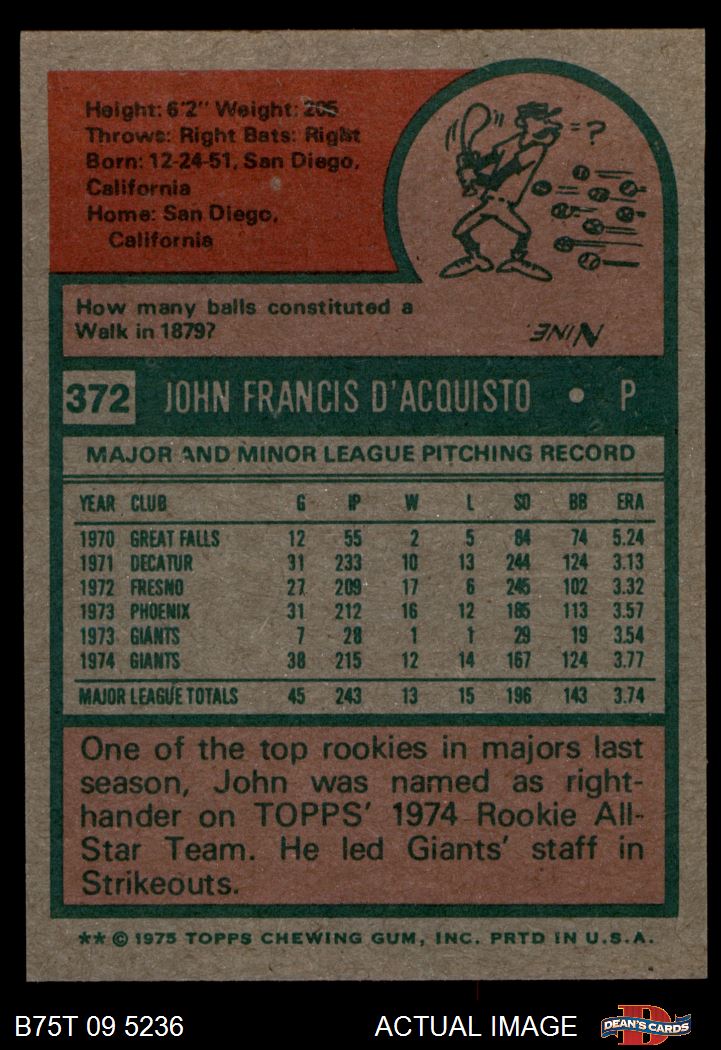 Height: 6'2" Weight: 205
Throws: Right Bats: Right
Born: 12-24-51, San Diego,
California
Home: San Diego,
California
= ?
How many balls constituted a
Walk in 1879?
NINE.
372 JOHN FRANCIS D'ACQUISTO • P
MAJOR AND MINOR LEAGUE PITCHING RECORD
YEAR CLUB G IP W L SO BB ERA
1970 GREAT FALLS 12 55 2 5 84 74 5.24
1971 DECATUR 31 233 10 13 244 124 3.13
1972 FRESNO 27 209 17 6 245 102 3.32
1973 PHOENIX 31 212 16 12 185 113 3.57
1973 GIANTS 7 28 1 1 29 19 3.54
1974 GIANTS 38 215 12 14 167 124 3.77
MAJOR LEAGUE TOTALS 45 243 13 15 196 143 3.74
One of the top rookies in majors last
season, John was named as right-
hander on TOPPS' 1974 Rookie All-
Star Team. He led Giants' staff in
Strikeouts.
** © 1975 TOPPS CHEWING GUM, INC. PRTD IN U.S.A.
B75T 09 5236 ACTUAL IMAGE DEAN'S CARDS